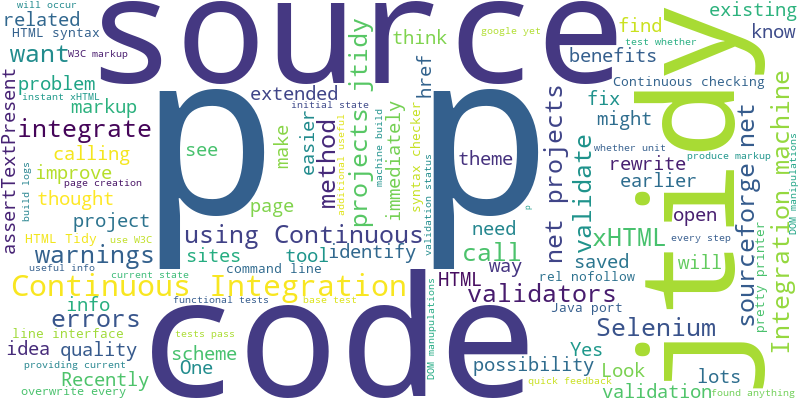 will occur
related
HTML syntax
want
W3C markup
problem
instant xHTML
markup
integrate
calling
improve
page creation
thought
project
HTML Tidy
use W3C
warnings
useful info
current state
Continuous Integration
info
functional tests
base test
errors
line interface
tests pass
idea
quality
scheme
providing current
One
Recently
overwrite every
assertTextPresent
build logs
source
p p
code
jtidy
see
extended
initial state
make
easier
method
additional useful
projects jtidy
machine build
immediately
syntax checker
href
think
google yet
page
using Continuous
sites
tool
identify
command line
validation status
DOM manupulations
theme
need
call
way
HTML
rel nofollow
validators
Java port
possibility
quick feedback
p
net projects
validate
find
test whether
benefits
Continuous checking
fix
might
whether unit
rewrite
earlier
produce markup
open
xHTML
every step
saved
will
Selenium
Yes
Look
validation
lots
found anything
existing
know
sourceforge net
pretty printer
Integration machine
DOM manipulations